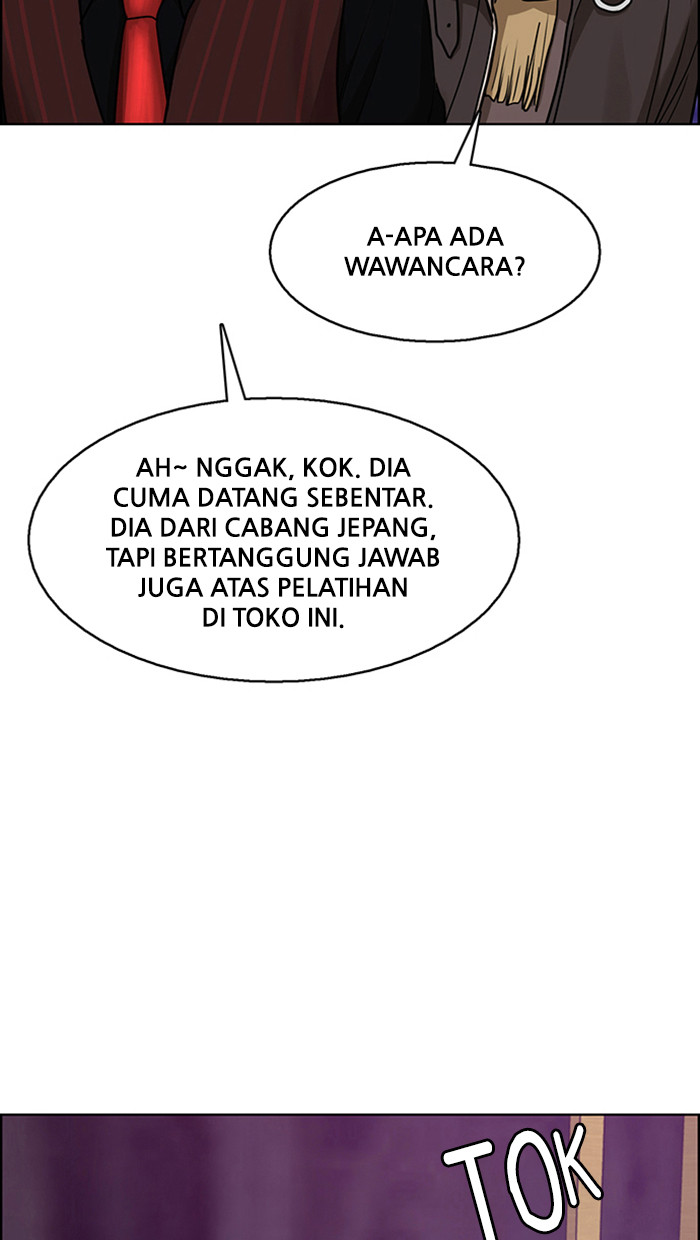 A-APA ADA
WAWANCARA?
AH~ NGGAK, KOK. DIA
CUMA DATANG SEBENTAR.
DIA DARI CABANG JEPANG,
TAPI BERTANGGUNG JAWAB
JUGA ATAS PELATIHAN
DI TOKO INI.
TOK